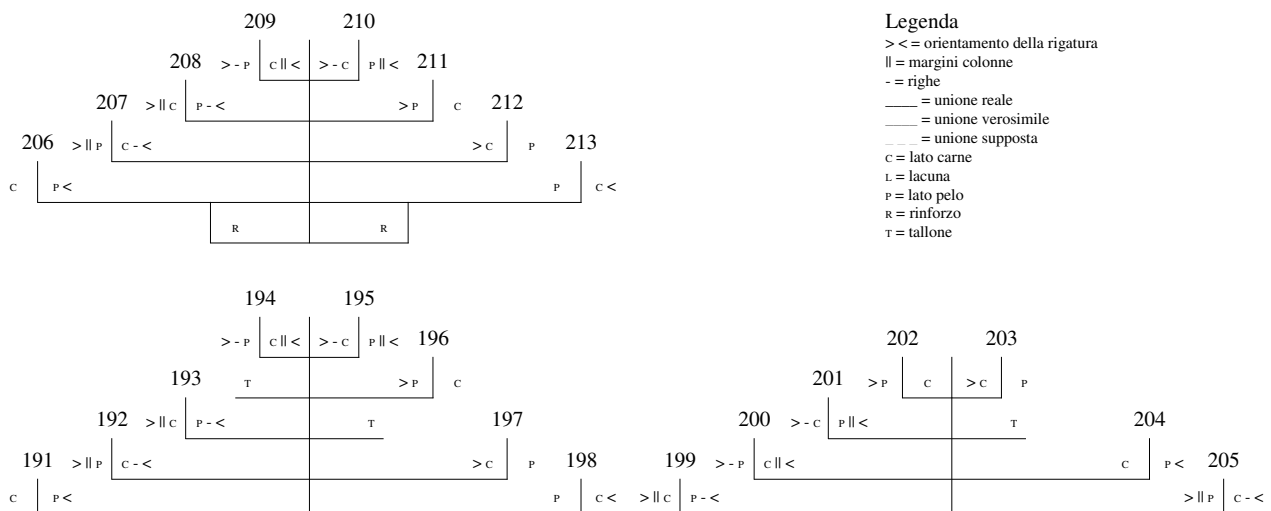 209 210
208 > - P C || < > - C P || < 211
207 > || C P - < > P C 212
206 > || P C - < > C P 213
C P < P C <
R R
Legenda
> < = orientamento della rigatura
|| = margini colonne
- = righe
____ = unione reale
____ = unione verosimile
_ _ _ = unione supposta
C = lato carne
L = lacuna
P = lato pelo
R = rinforzo
T = tallone
194 195
> - P C || < > - C P || < 196
193 T > P C
192 > || C P - < T 197
191 > || P C - < > C P 198
C P < P C <
202 203
201 > P C > C P
200 > - C P || < T 204
199 > - P C || < C P < 205
> || C P - < > || P C - <